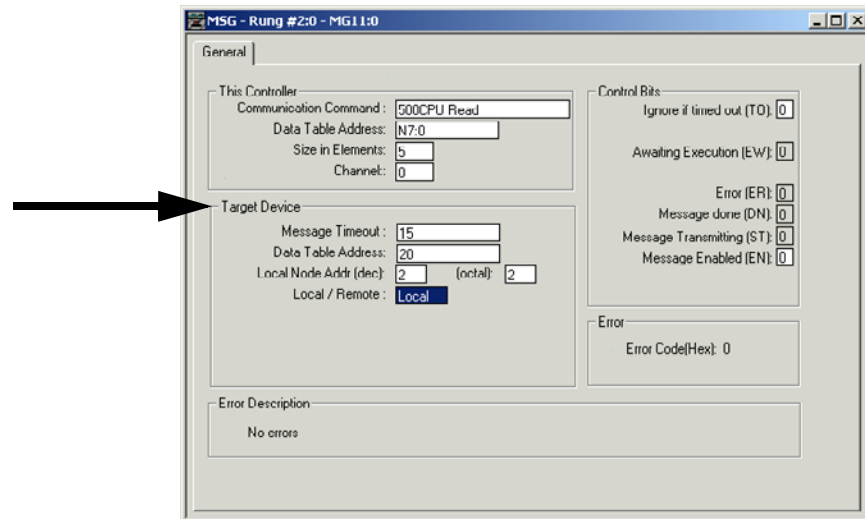 MSG - Rung #2:0 - MG11:0
General
This Controller
Communication Command : 500CPU Read
Data Table Address: N7:0
Size in Elements: 5
Channel: 0
Target Device
Message Timeout : 15
Data Table Address: 20
Local Node Addr (dec): 2 (octal): 2
Local / Remote : Local
Control Bits
Ignore if timed out (TO): 0
Awaiting Execution (EW): 0
Error (ER): 0
Message done (DN): 0
Message Transmitting (ST): 0
Message Enabled (EN): 0
Error
Error Code(Hex): 0
Error Description
No errors